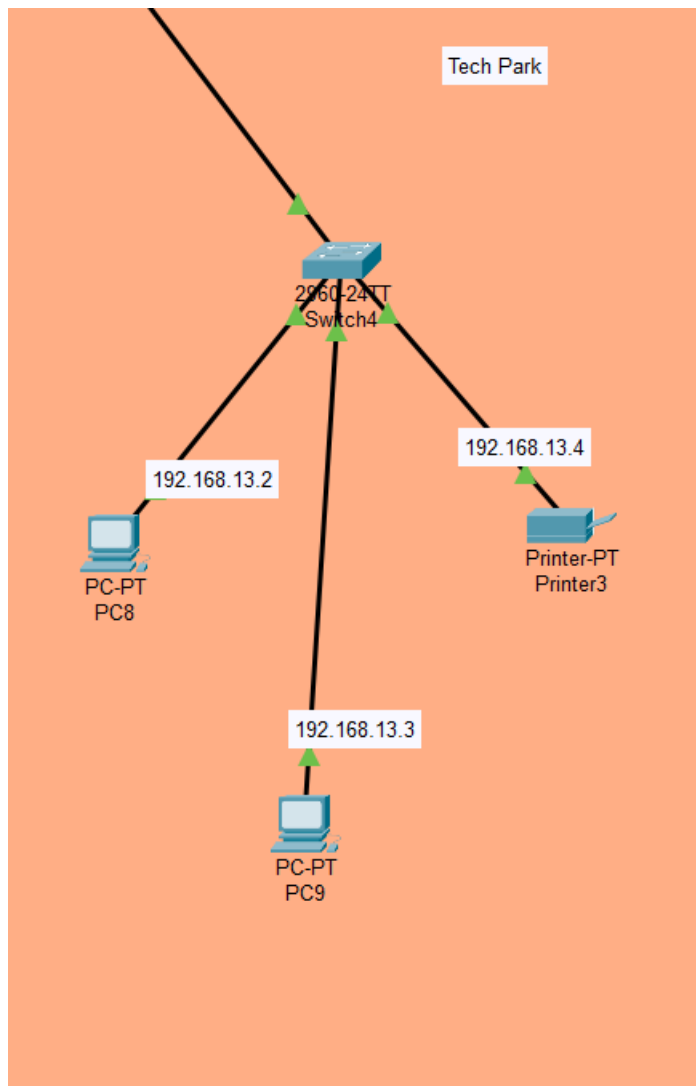 Tech Park
2960-24TT
Switch4
192.168.13.4
192.168.13.2
Printer-PT
Printer3
PC-PT
PC8
192.168.13.3
PC-PT
PC9